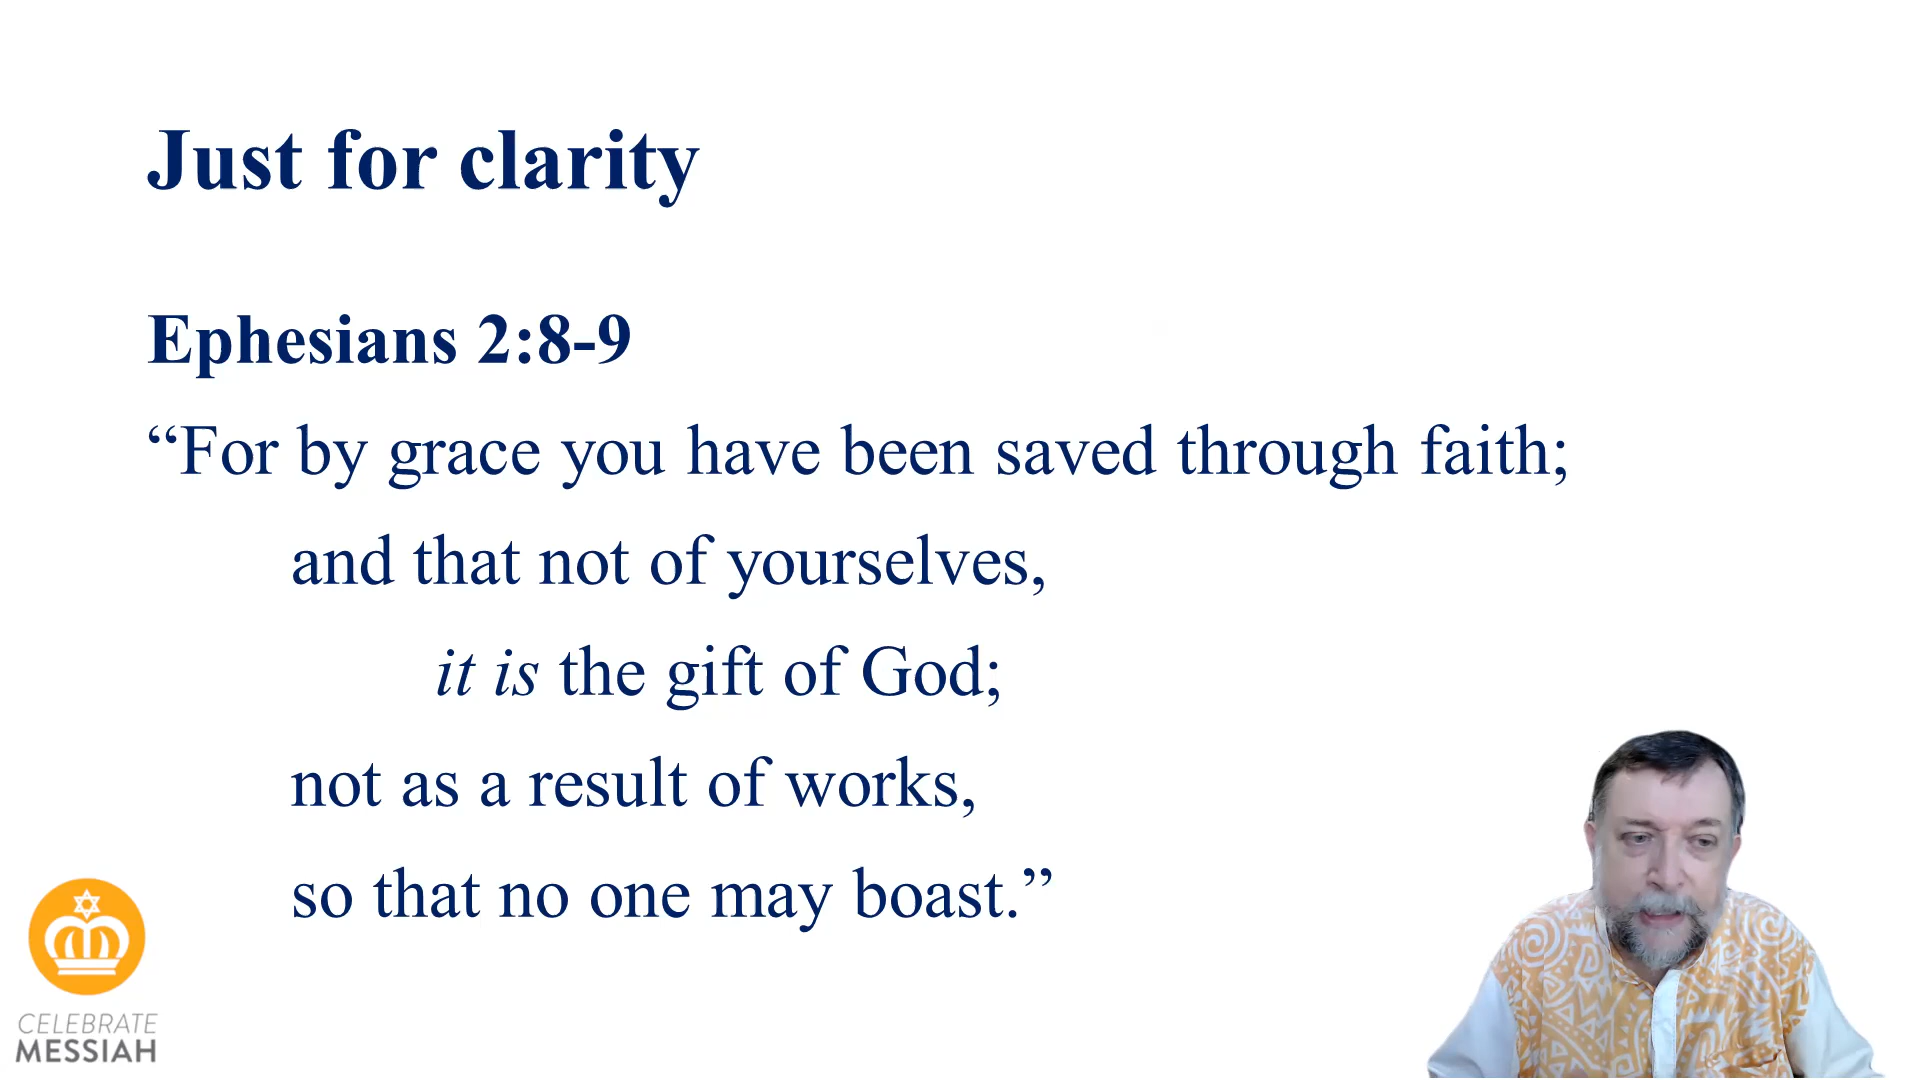 Just for clarity
Ephesians 2:8-9
“For by grace you have been saved through faith;
and that not of yourselves,
it is the gift of God;
not as a result of works,
so that no one may boast.”
CELEBRATE
MESSIAH